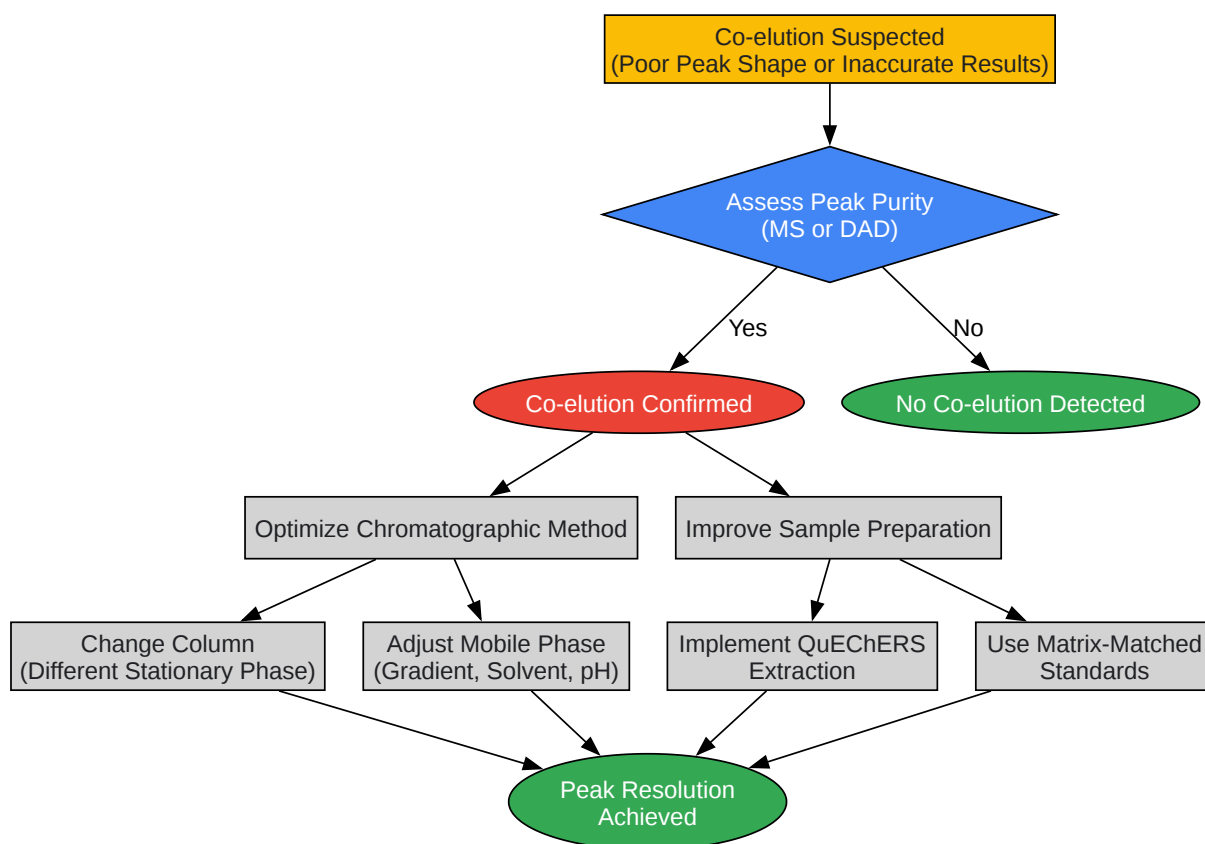 Co-elution Suspected
(Poor Peak Shape or Inaccurate Results)
Assess Peak Purity
(MS or DAD)
Yes
No
Co-elution Confirmed
No Co-elution Detected
Optimize Chromatographic Method
Improve Sample Preparation
Change Column
(Different Stationary Phase)
Adjust Mobile Phase
(Gradient, Solvent, pH)
Implement QuEChERS
Extraction
Use Matrix-Matched
Standards
Peak Resolution
Achieved